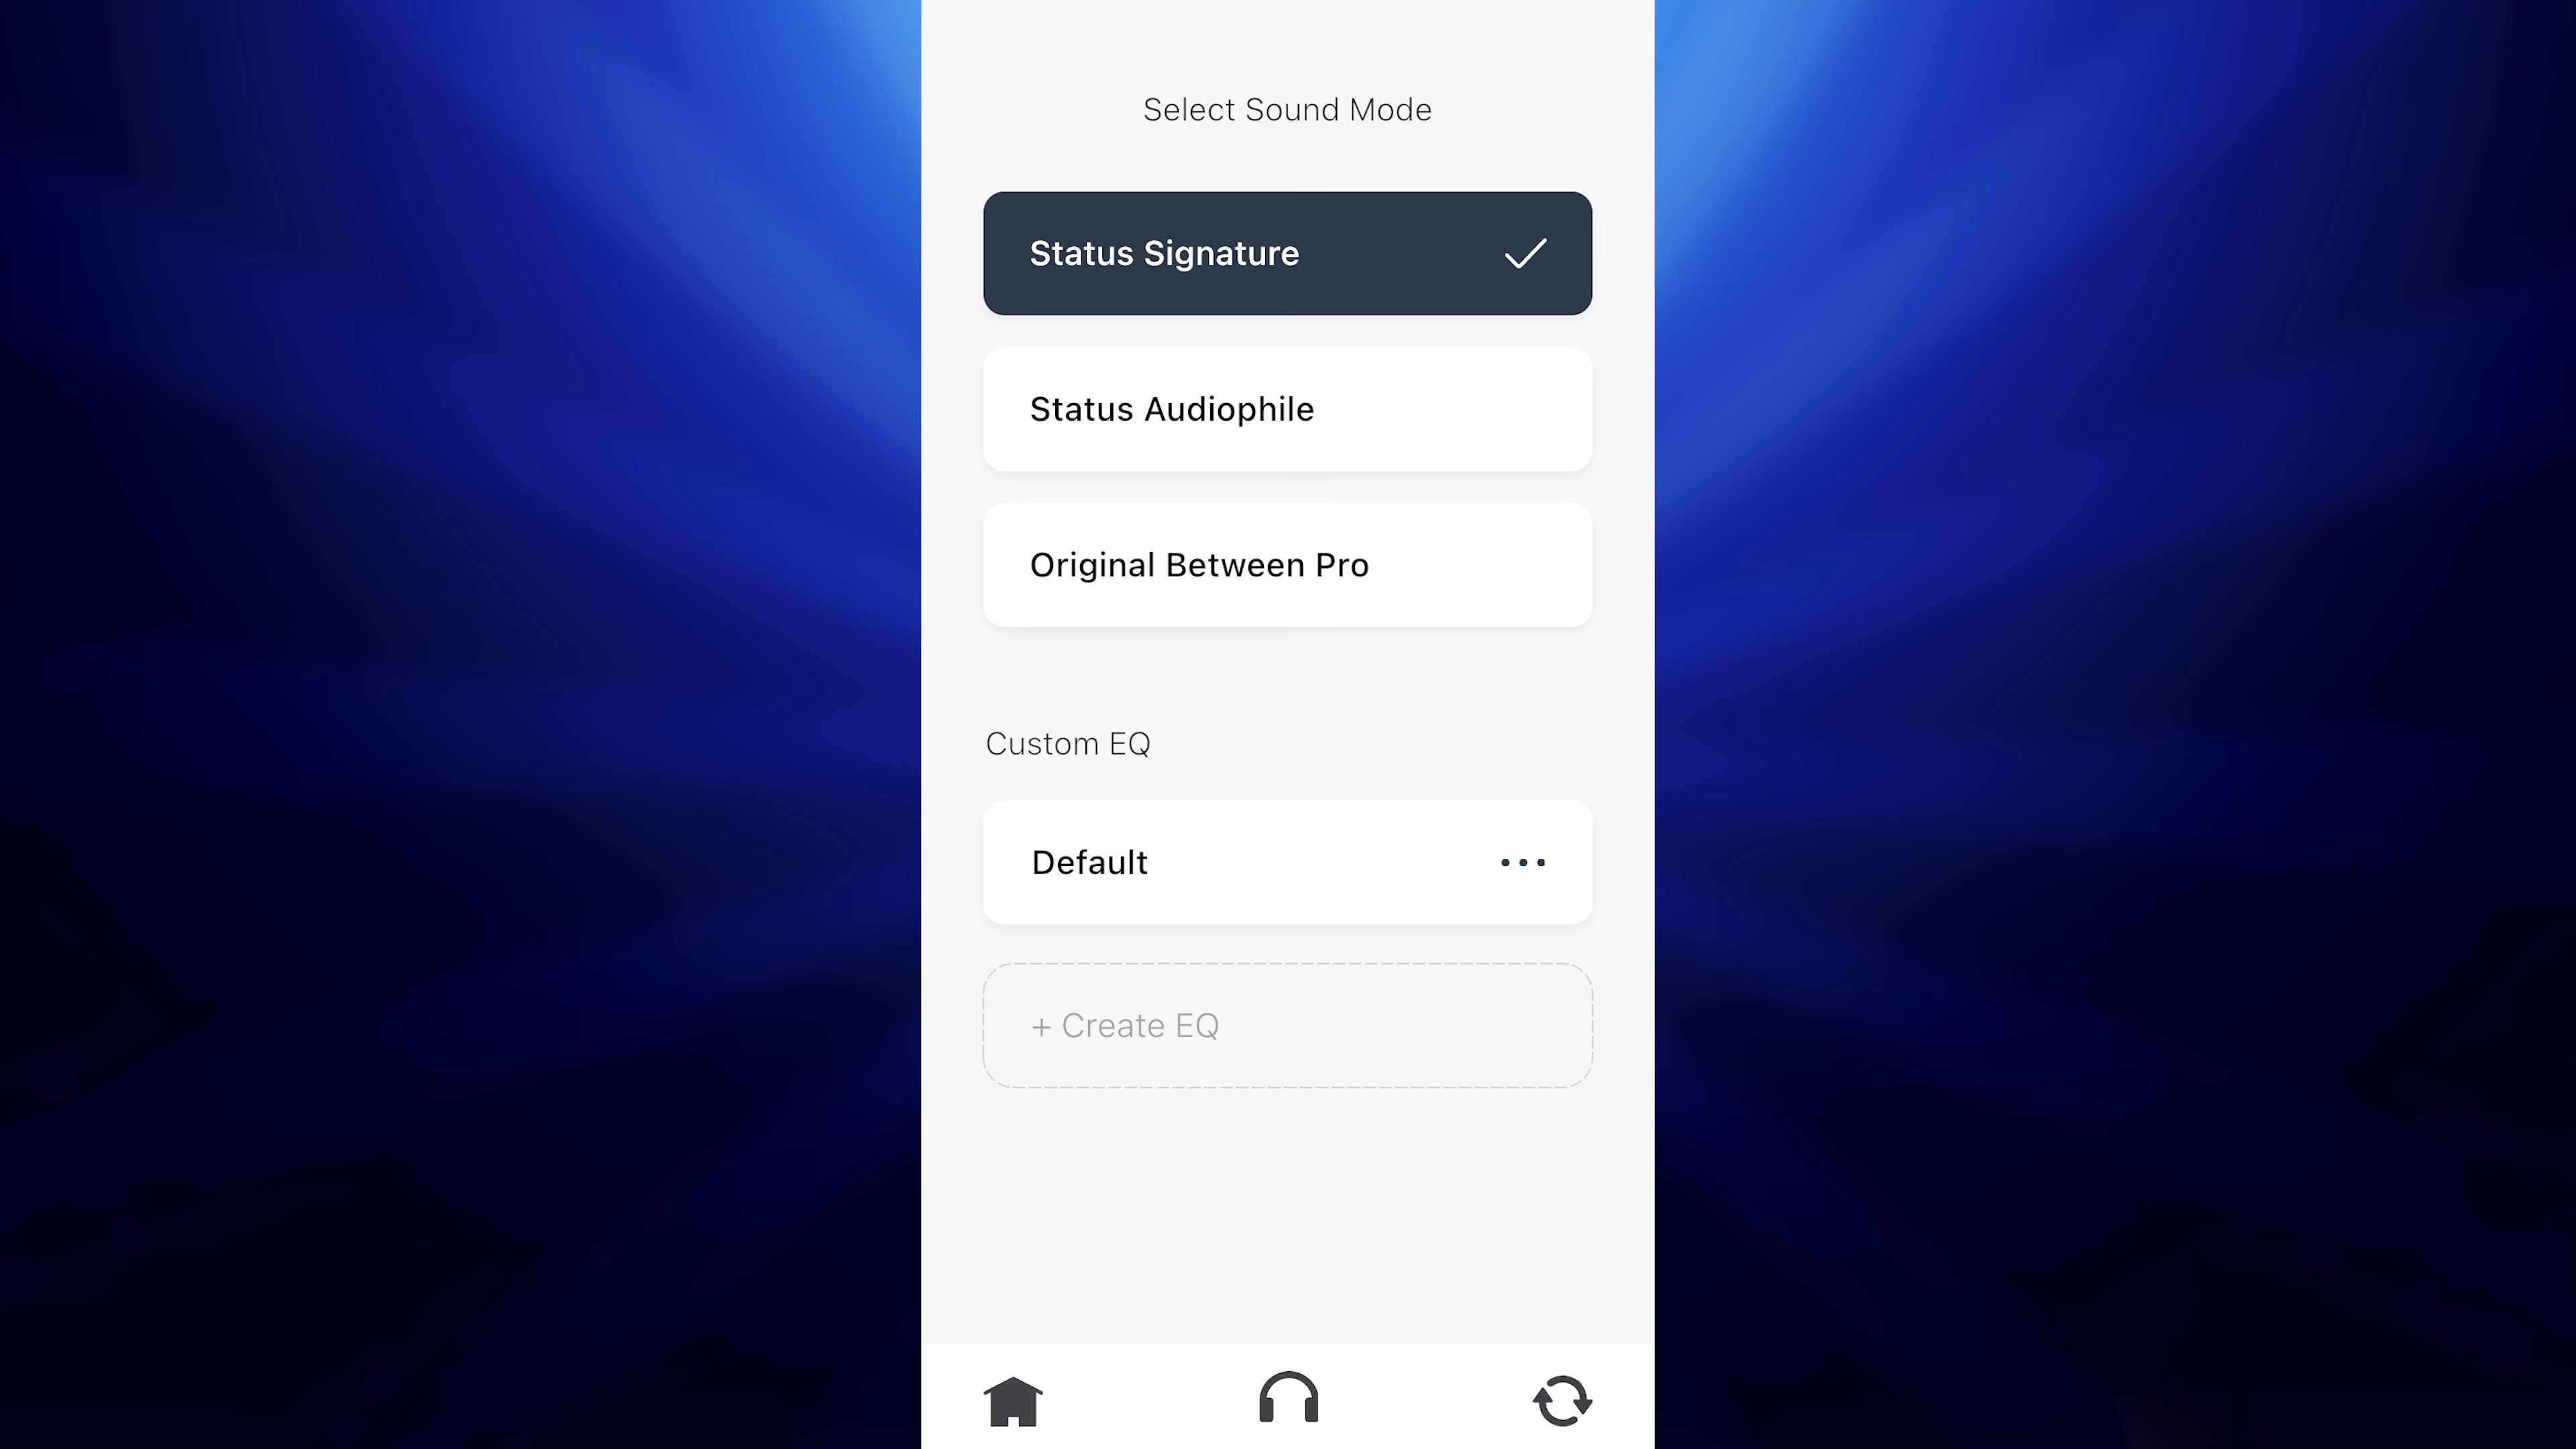 Select Sound Mode
Status Signature
Status Audiophile
Original Between Pro
Custom EQ
Default
+ Create EQ